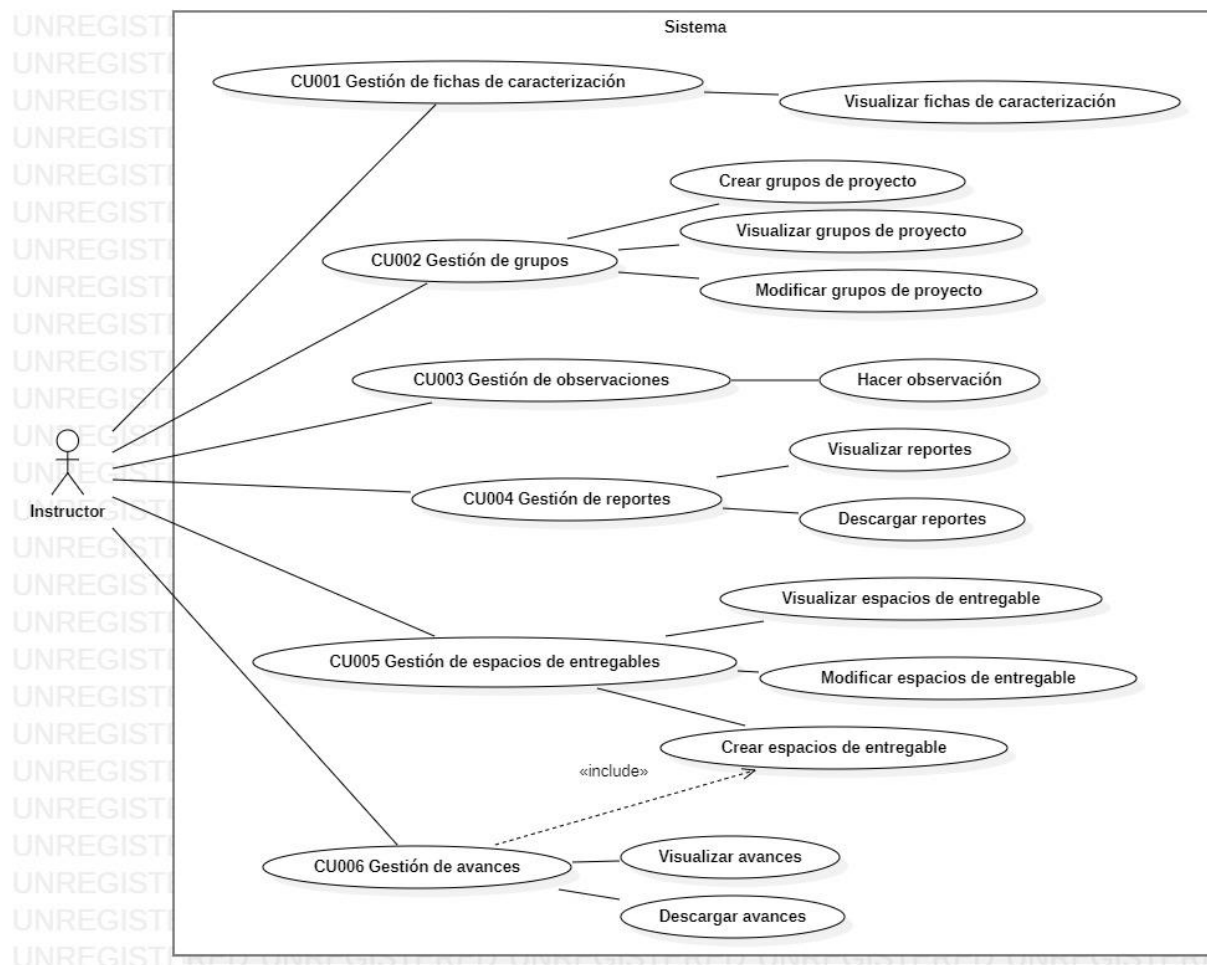 Sistema
CU001 Gestión de fichas de caracterización
Visualizar fichas de caracterización
Crear grupos de proyecto
Visualizar grupos de proyecto
CU002 Gestión de grupos
Modificar grupos de proyecto
CU003 Gestión de observaciones
Hacer observación
Visualizar reportes
CU004 Gestión de reportes
Descargar reportes
Instructor
Visualizar espacios de entregable
CU005 Gestión de espacios de entregables
Modificar espacios de entregable
Crear espacios de entregable
«include»
CU006 Gestión de avances
Visualizar avances
Descargar avances